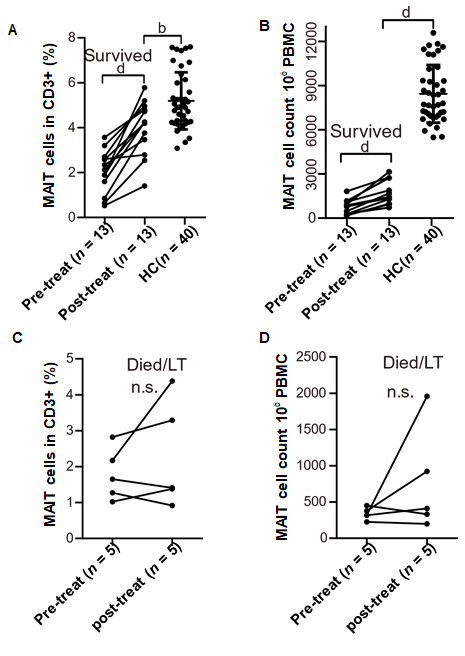 A
MAIT cells in CD3+ (%)
8
6
4
2
0
Survived
d
b
Pre-treat (n = 13)
Post-treat (n = 13)
HC(n = 40)
B
MAIT cell count 10⁶ PBMC
12000
9000
6000
3000
0
Survived
d
d
Pre-treat (n = 13)
Post-treat (n = 13)
HC(n = 40)
C
MAIT cells in CD3+ (%)
5
4
3
2
1
0
Died/LT
n.s.
Pre-treat (n = 5)
post-treat (n = 5)
D
MAIT cell count 10⁶ PBMC
2500
2000
1500
1000
500
0
Died/LT
n.s.
Pre-treat (n = 5)
post-treat (n = 5)